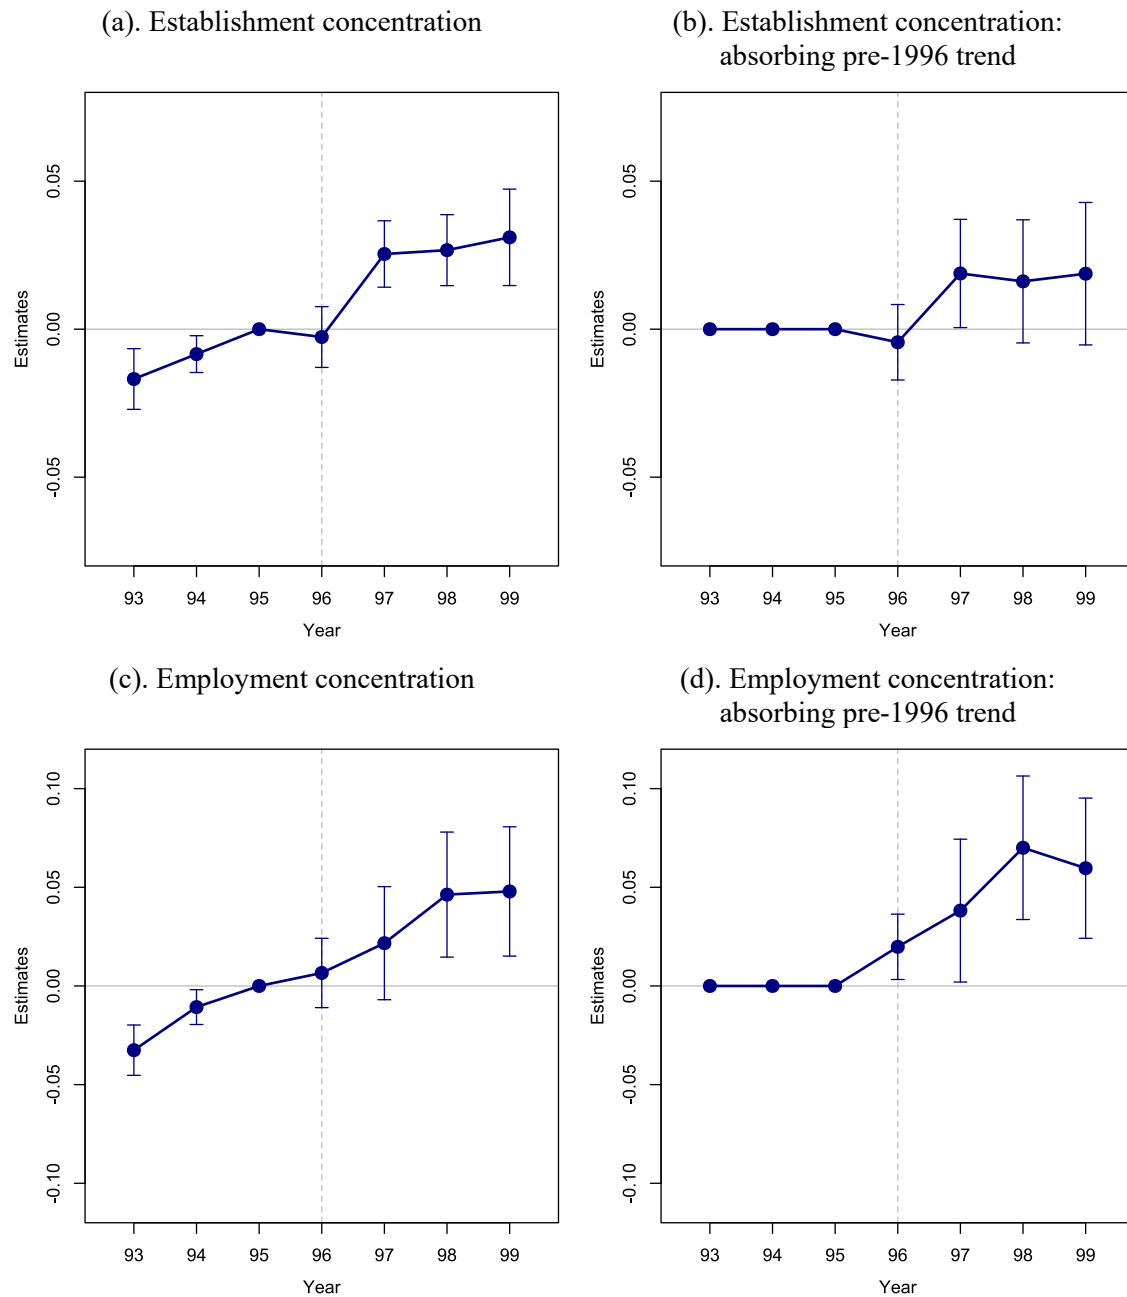 (a). Establishment concentration
(b). Establishment concentration:
absorbing pre-1996 trend
Estimates
0.05
0.00
-0.05
93 94 95 96 97 98 99
Year
Estimates
0.05
0.00
-0.05
93 94 95 96 97 98 99
Year
(c). Employment concentration
(d). Employment concentration:
absorbing pre-1996 trend
Estimates
0.10
0.05
0.00
-0.05
-0.10
93 94 95 96 97 98 99
Year
Estimates
0.10
0.05
0.00
-0.05
-0.10
93 94 95 96 97 98 99
Year